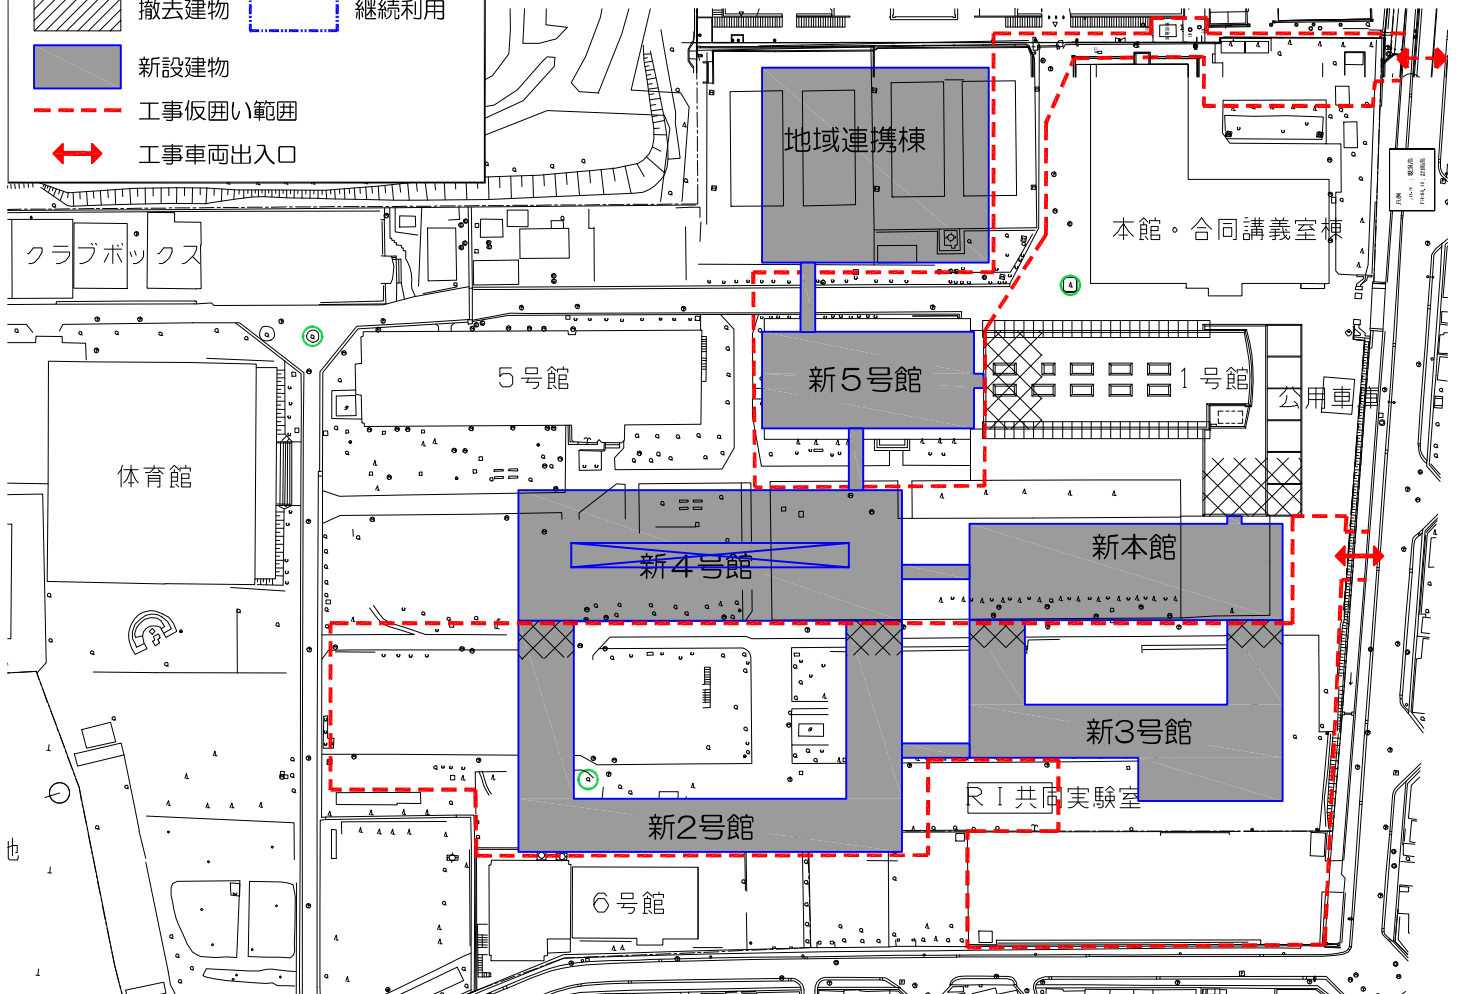 撤去建物
継続利用
新設建物
工事仮囲い範囲
工事車両出入口
地域連携棟
本館・合同講義室棟
クラブボックス
5号館
新5号館
1号館
公用車庫
体育館
新4号館
新本館
新3号館
RI共同実験室
新2号館
6号館
地